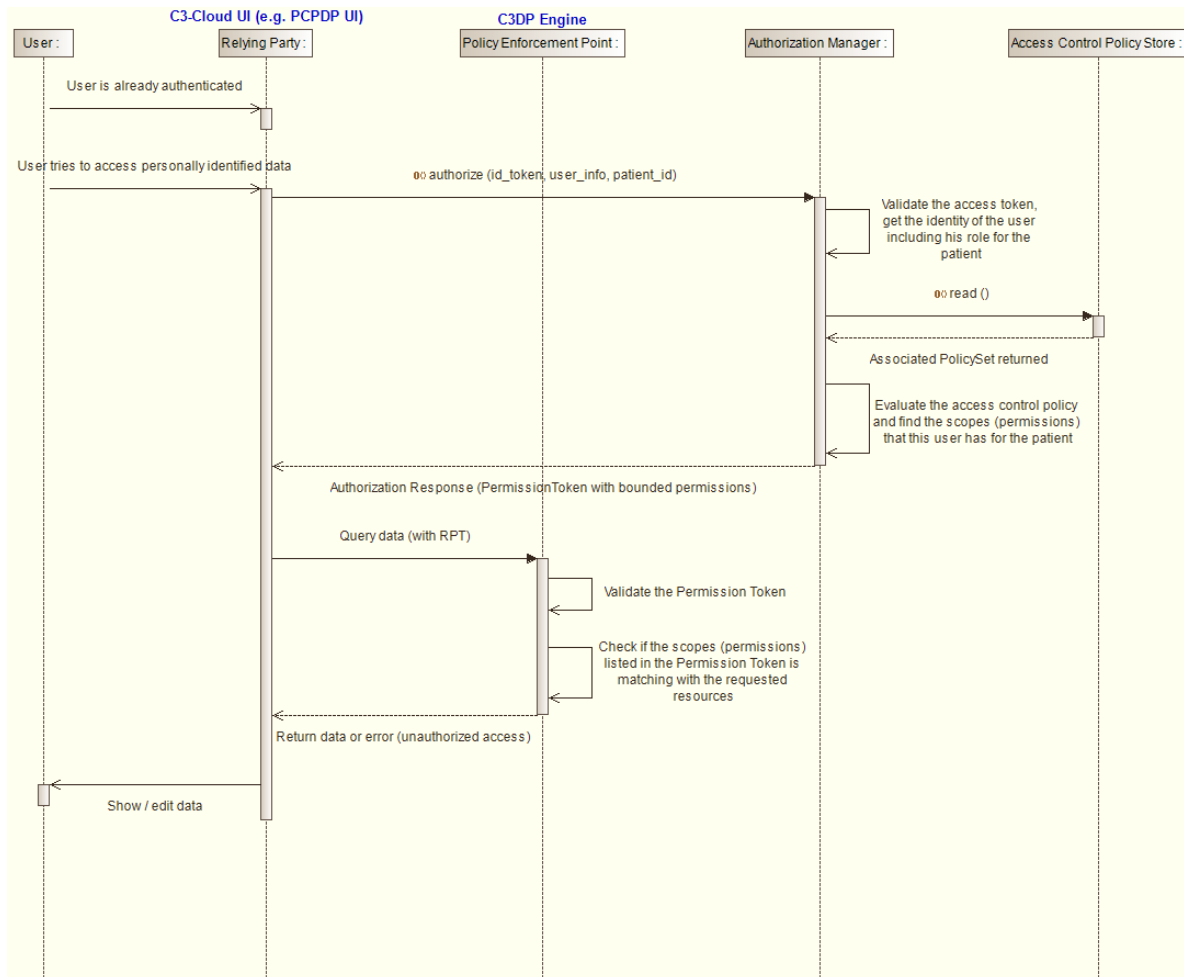 C3-Cloud UI (e.g. PCPDP UI)
C3DP Engine
User :
Relying Party :
Policy Enforcement Point :
Authorization Manager :
Access Control Policy Store :
User is already authenticated
User tries to access personally identified data
authorize (id_token, user_info, patient_id)
Validate the access token,
get the identity of the user
including his role for the
patient
read ()
Associated PolicySet returned
Evaluate the access control policy
and find the scopes (permissions)
that this user has for the patient
Authorization Response (PermissionToken with bounded permissions)
Query data (with RPT)
Validate the Permission Token
Check if the scopes (permissions)
listed in the Permission Token is
matching with the requested
resources
Return data or error (unauthorized access)
Show / edit data